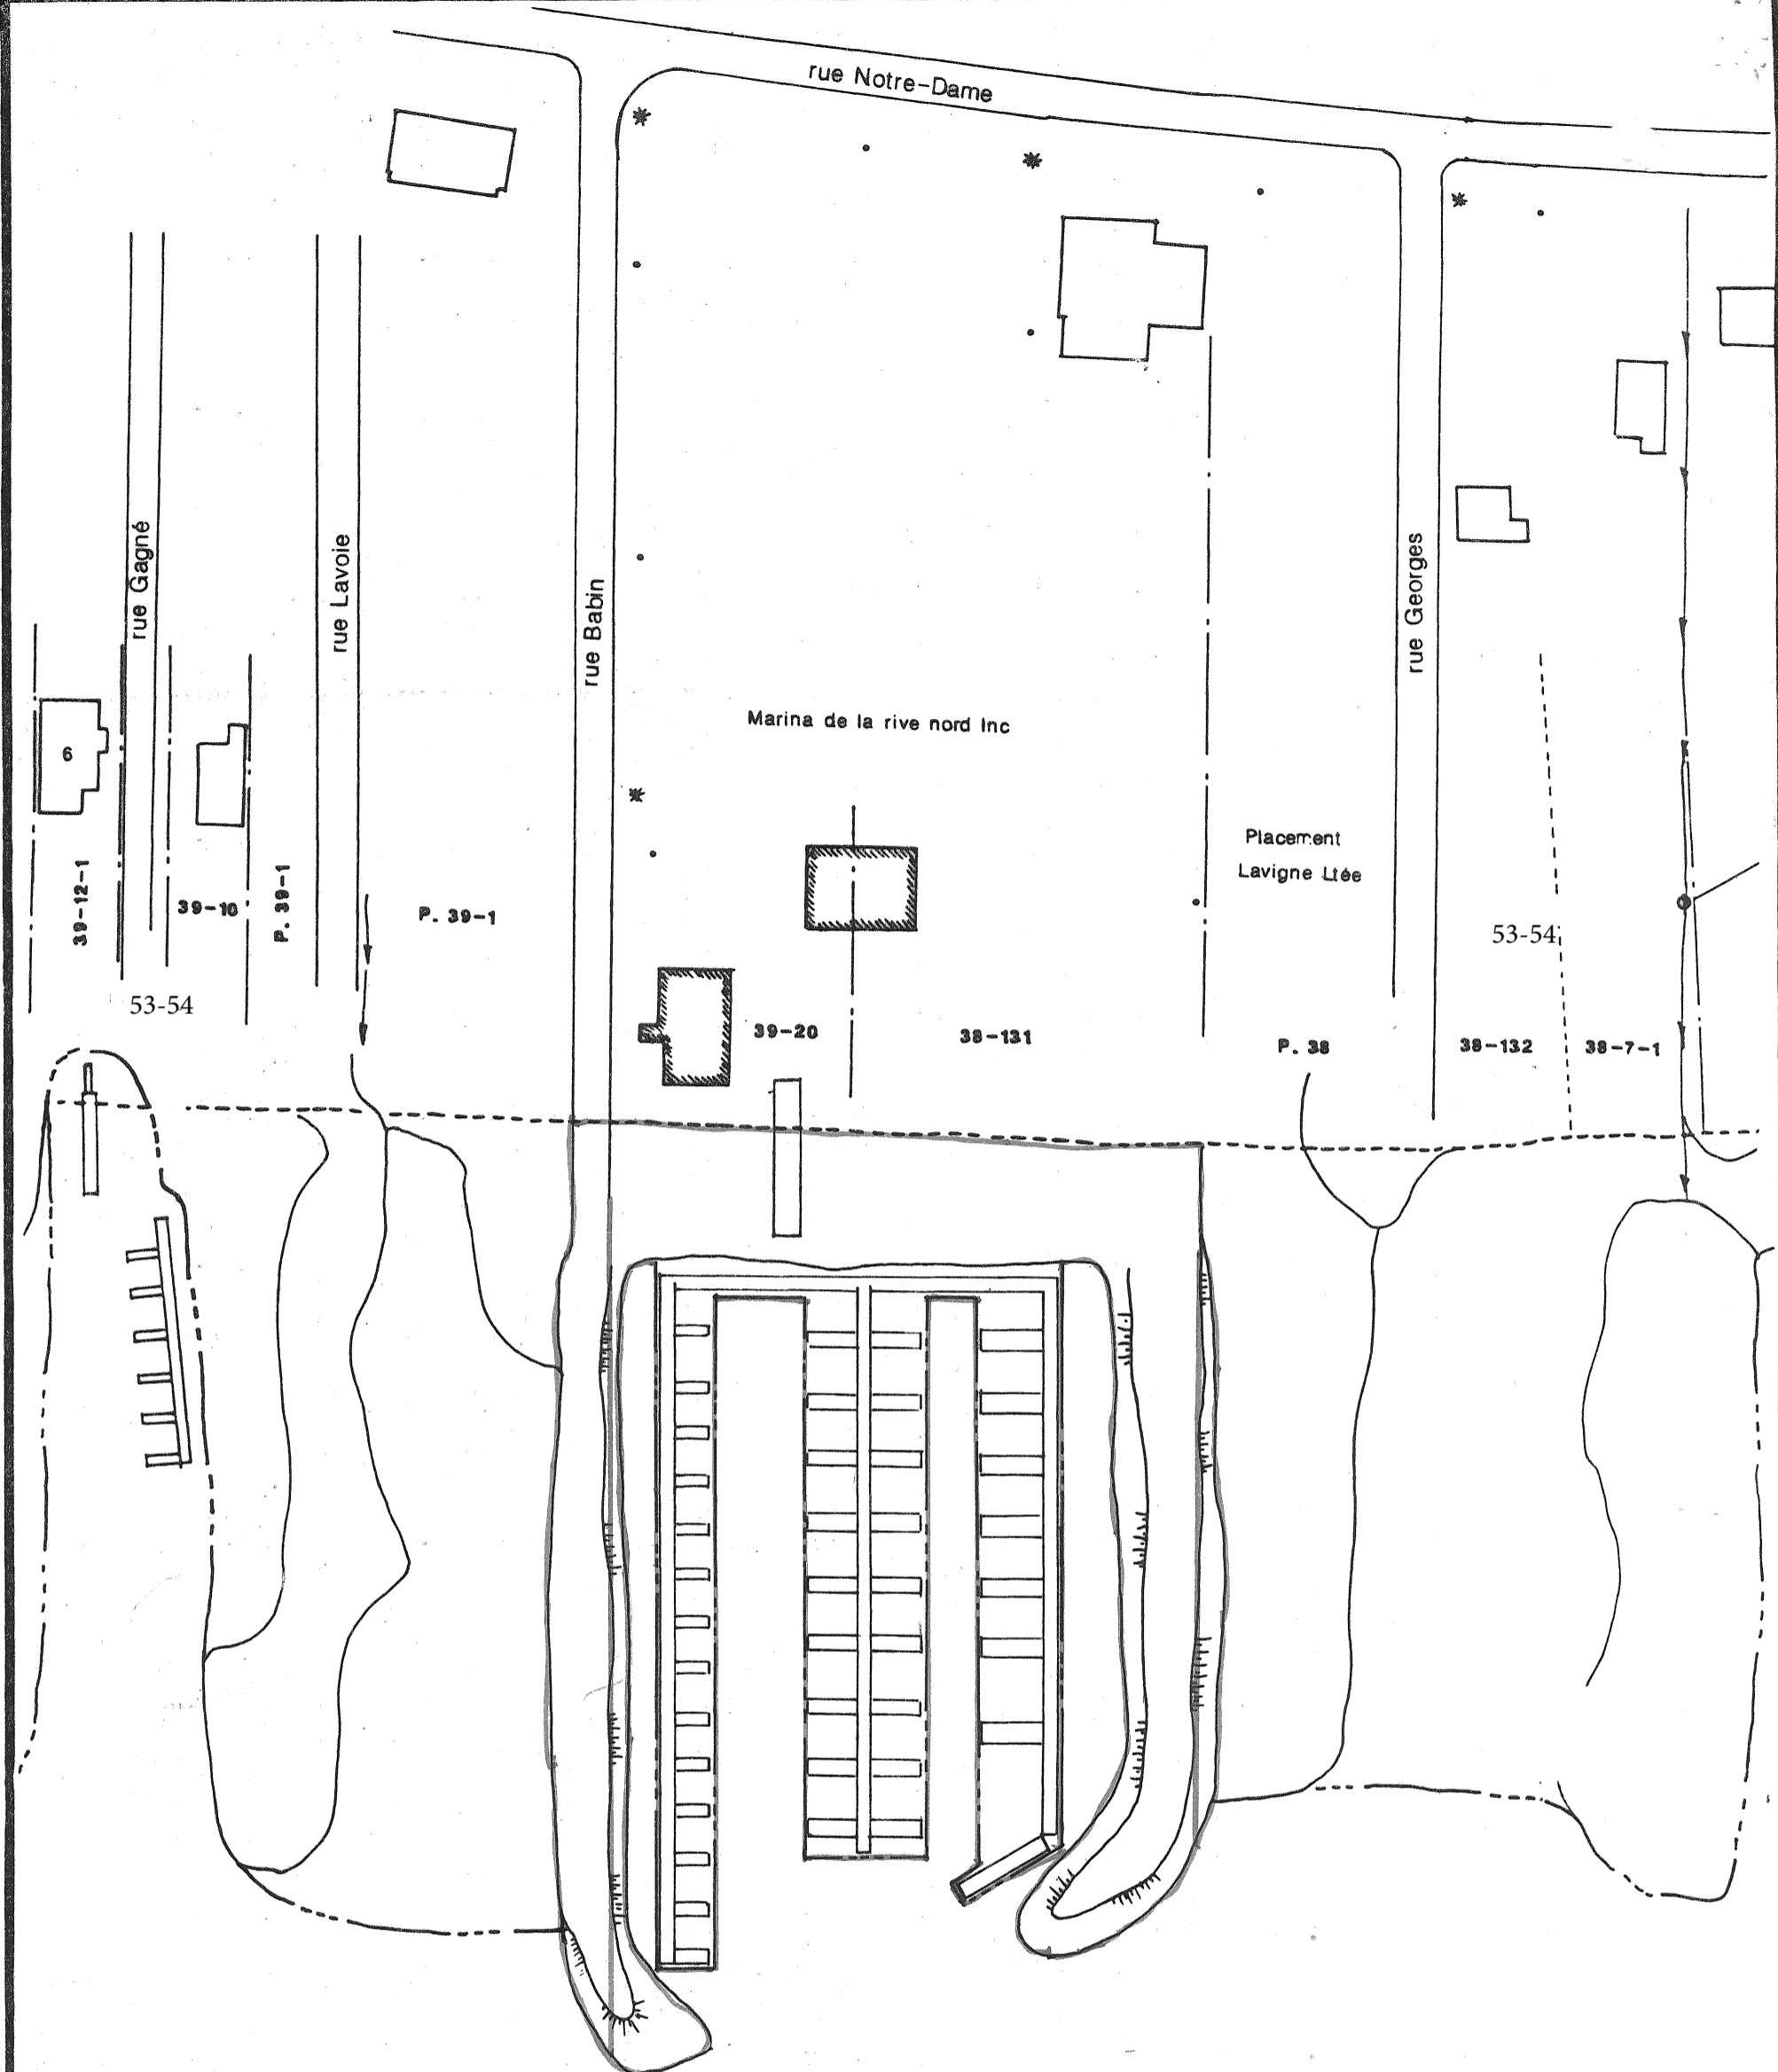 rue Notre-Dame
rue Gagné
rue Lavoie
rue Babin
rue Georges
Marina de la rive nord Inc
6
Placement
Lavigne Ltée
39-12-1
39-10
P. 39-1
P. 39-1
53-54
53-54
39-20
38-131
P. 38
38-132
38-7-1